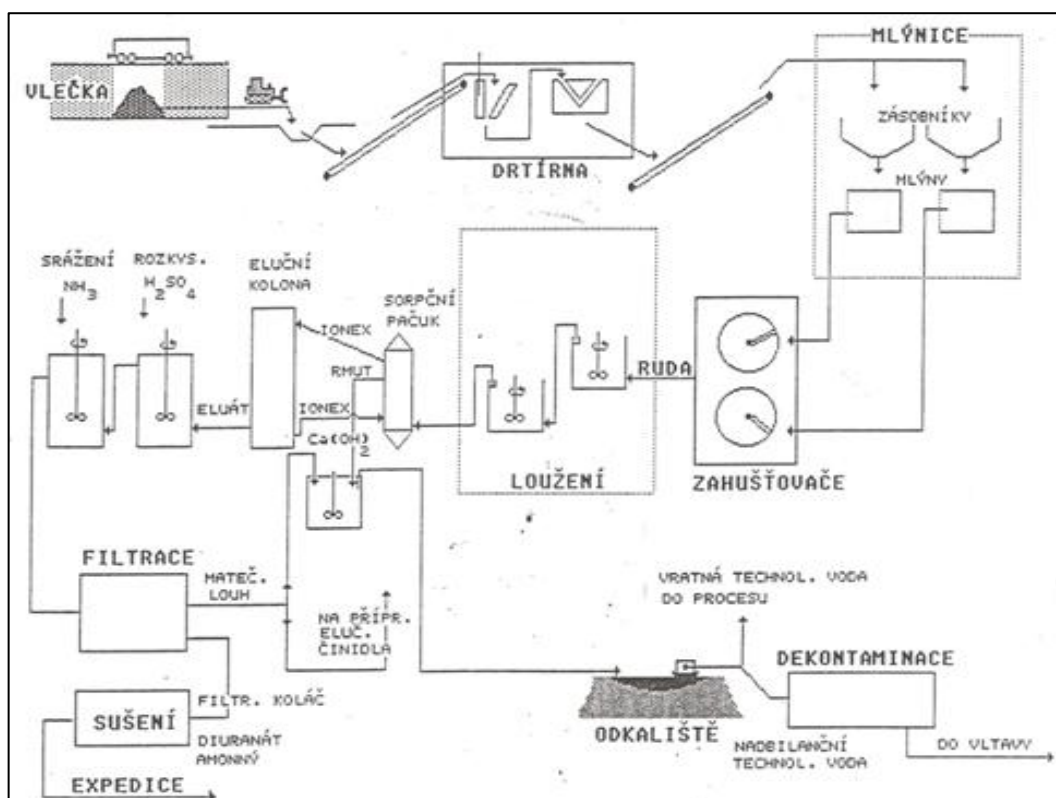 MLÝNICE
VLEČKA
ZÁSOBNÍKY
DRTÍRNA
MLÝNY
SRÁŽENÍ
NH3
ROZKYS.
H2SO4
ELUČNÍ
KOLONA
SORPČNÍ
PAČUK
IONEX
RMUT
RUDA
ELUÁT
IONEX
Ca(OH)2
LOUŽENÍ
ZAHUŠŤOVAČE
FILTRACE
MATEČ.
LOUH
NA PŘÍPR.
ELUČ.
ČINIDLA
VRATNÁ TECHNOL. VODA
DO PROCESU
DEKONTAMINACE
FILTR. KOLÁČ
SUŠENÍ
DIURANÁT
AMONNÝ
ODKALIŠTĚ
NADBILANČNÍ
TECHNOL. VODA
DO VLTAVY
EXPEDICE